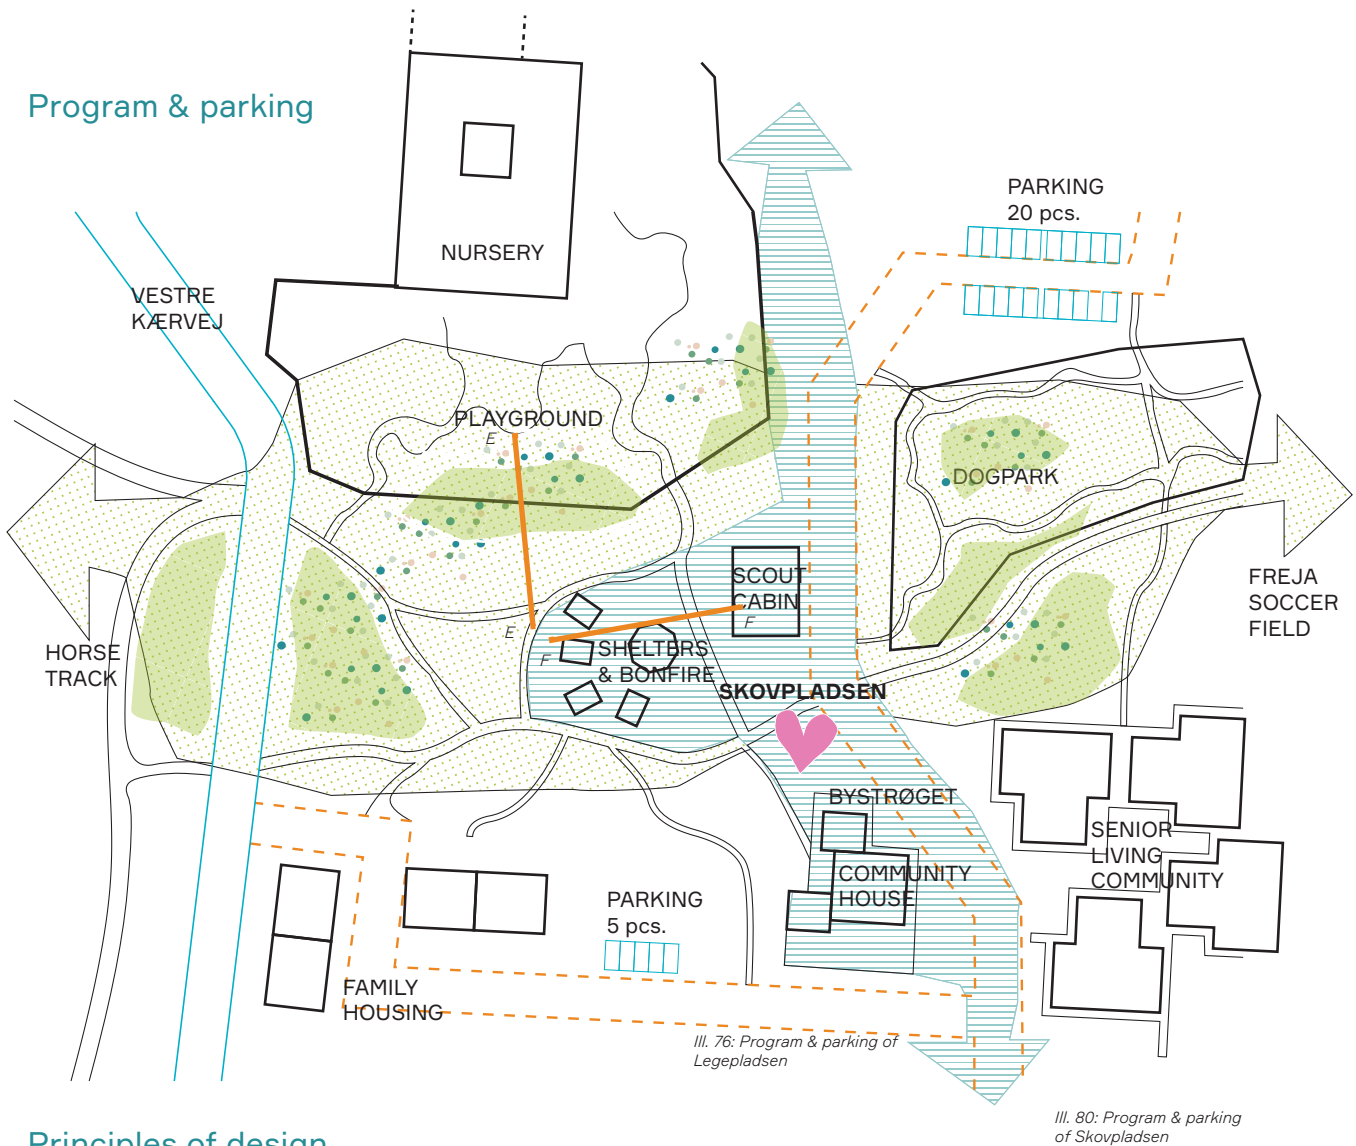 Program & parking
PARKING
20 pcs.
NURSERY
VESTRE
KÆRVEJ
PLAYGROUND
E
DOGPARK
SCOUT
CABIN
F
FREJA
SOCCER
FIELD
E
F
SHELTERS
& BONFIRE
HORSE
TRACK
SKOVPLADSEN
BYSTRØGET
SENIOR
LIVING
COMMUNITY
COMMUNITY
HOUSE
PARKING
5 pcs.
FAMILY
HOUSING
Ill. 76: Program & parking of
Legepladsen
Ill. 80: Program & parking
of Skovpladsen
Principles of design